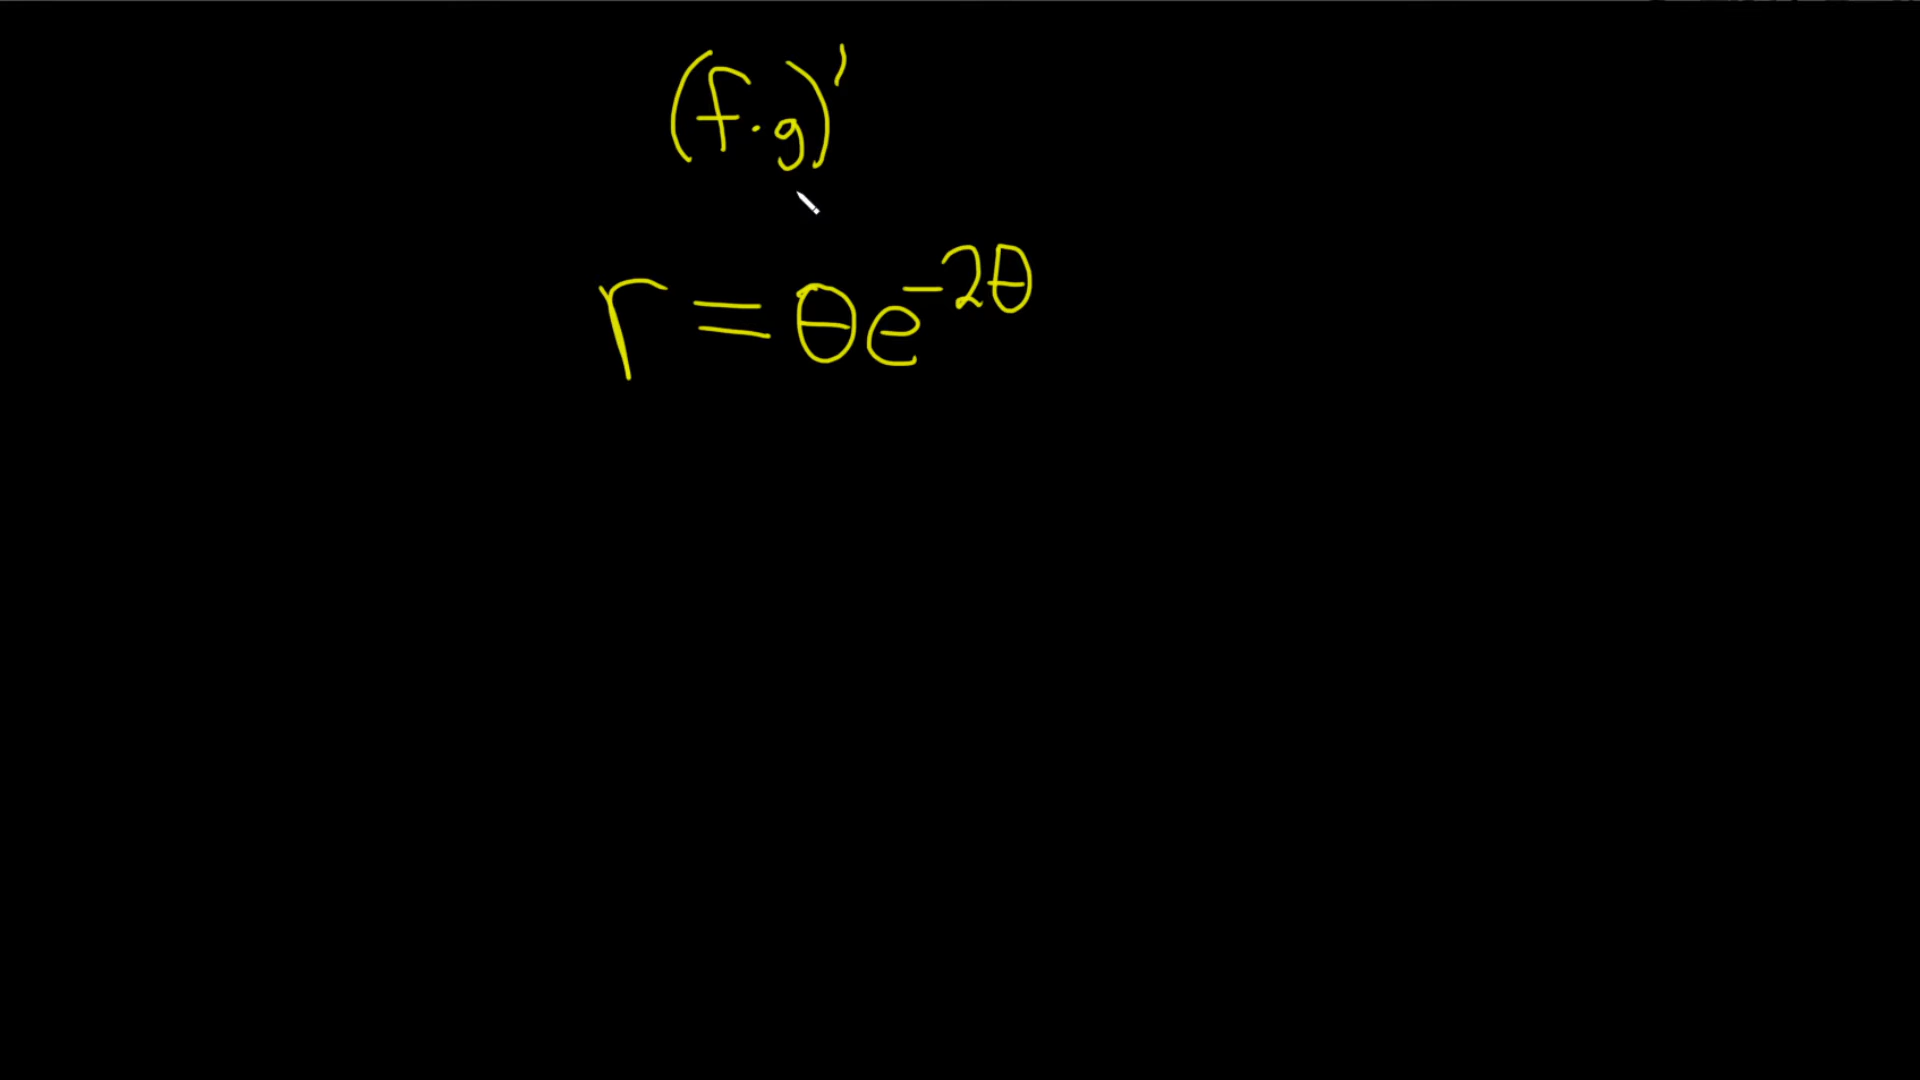 (f·g)'
r = θe^{-2θ}